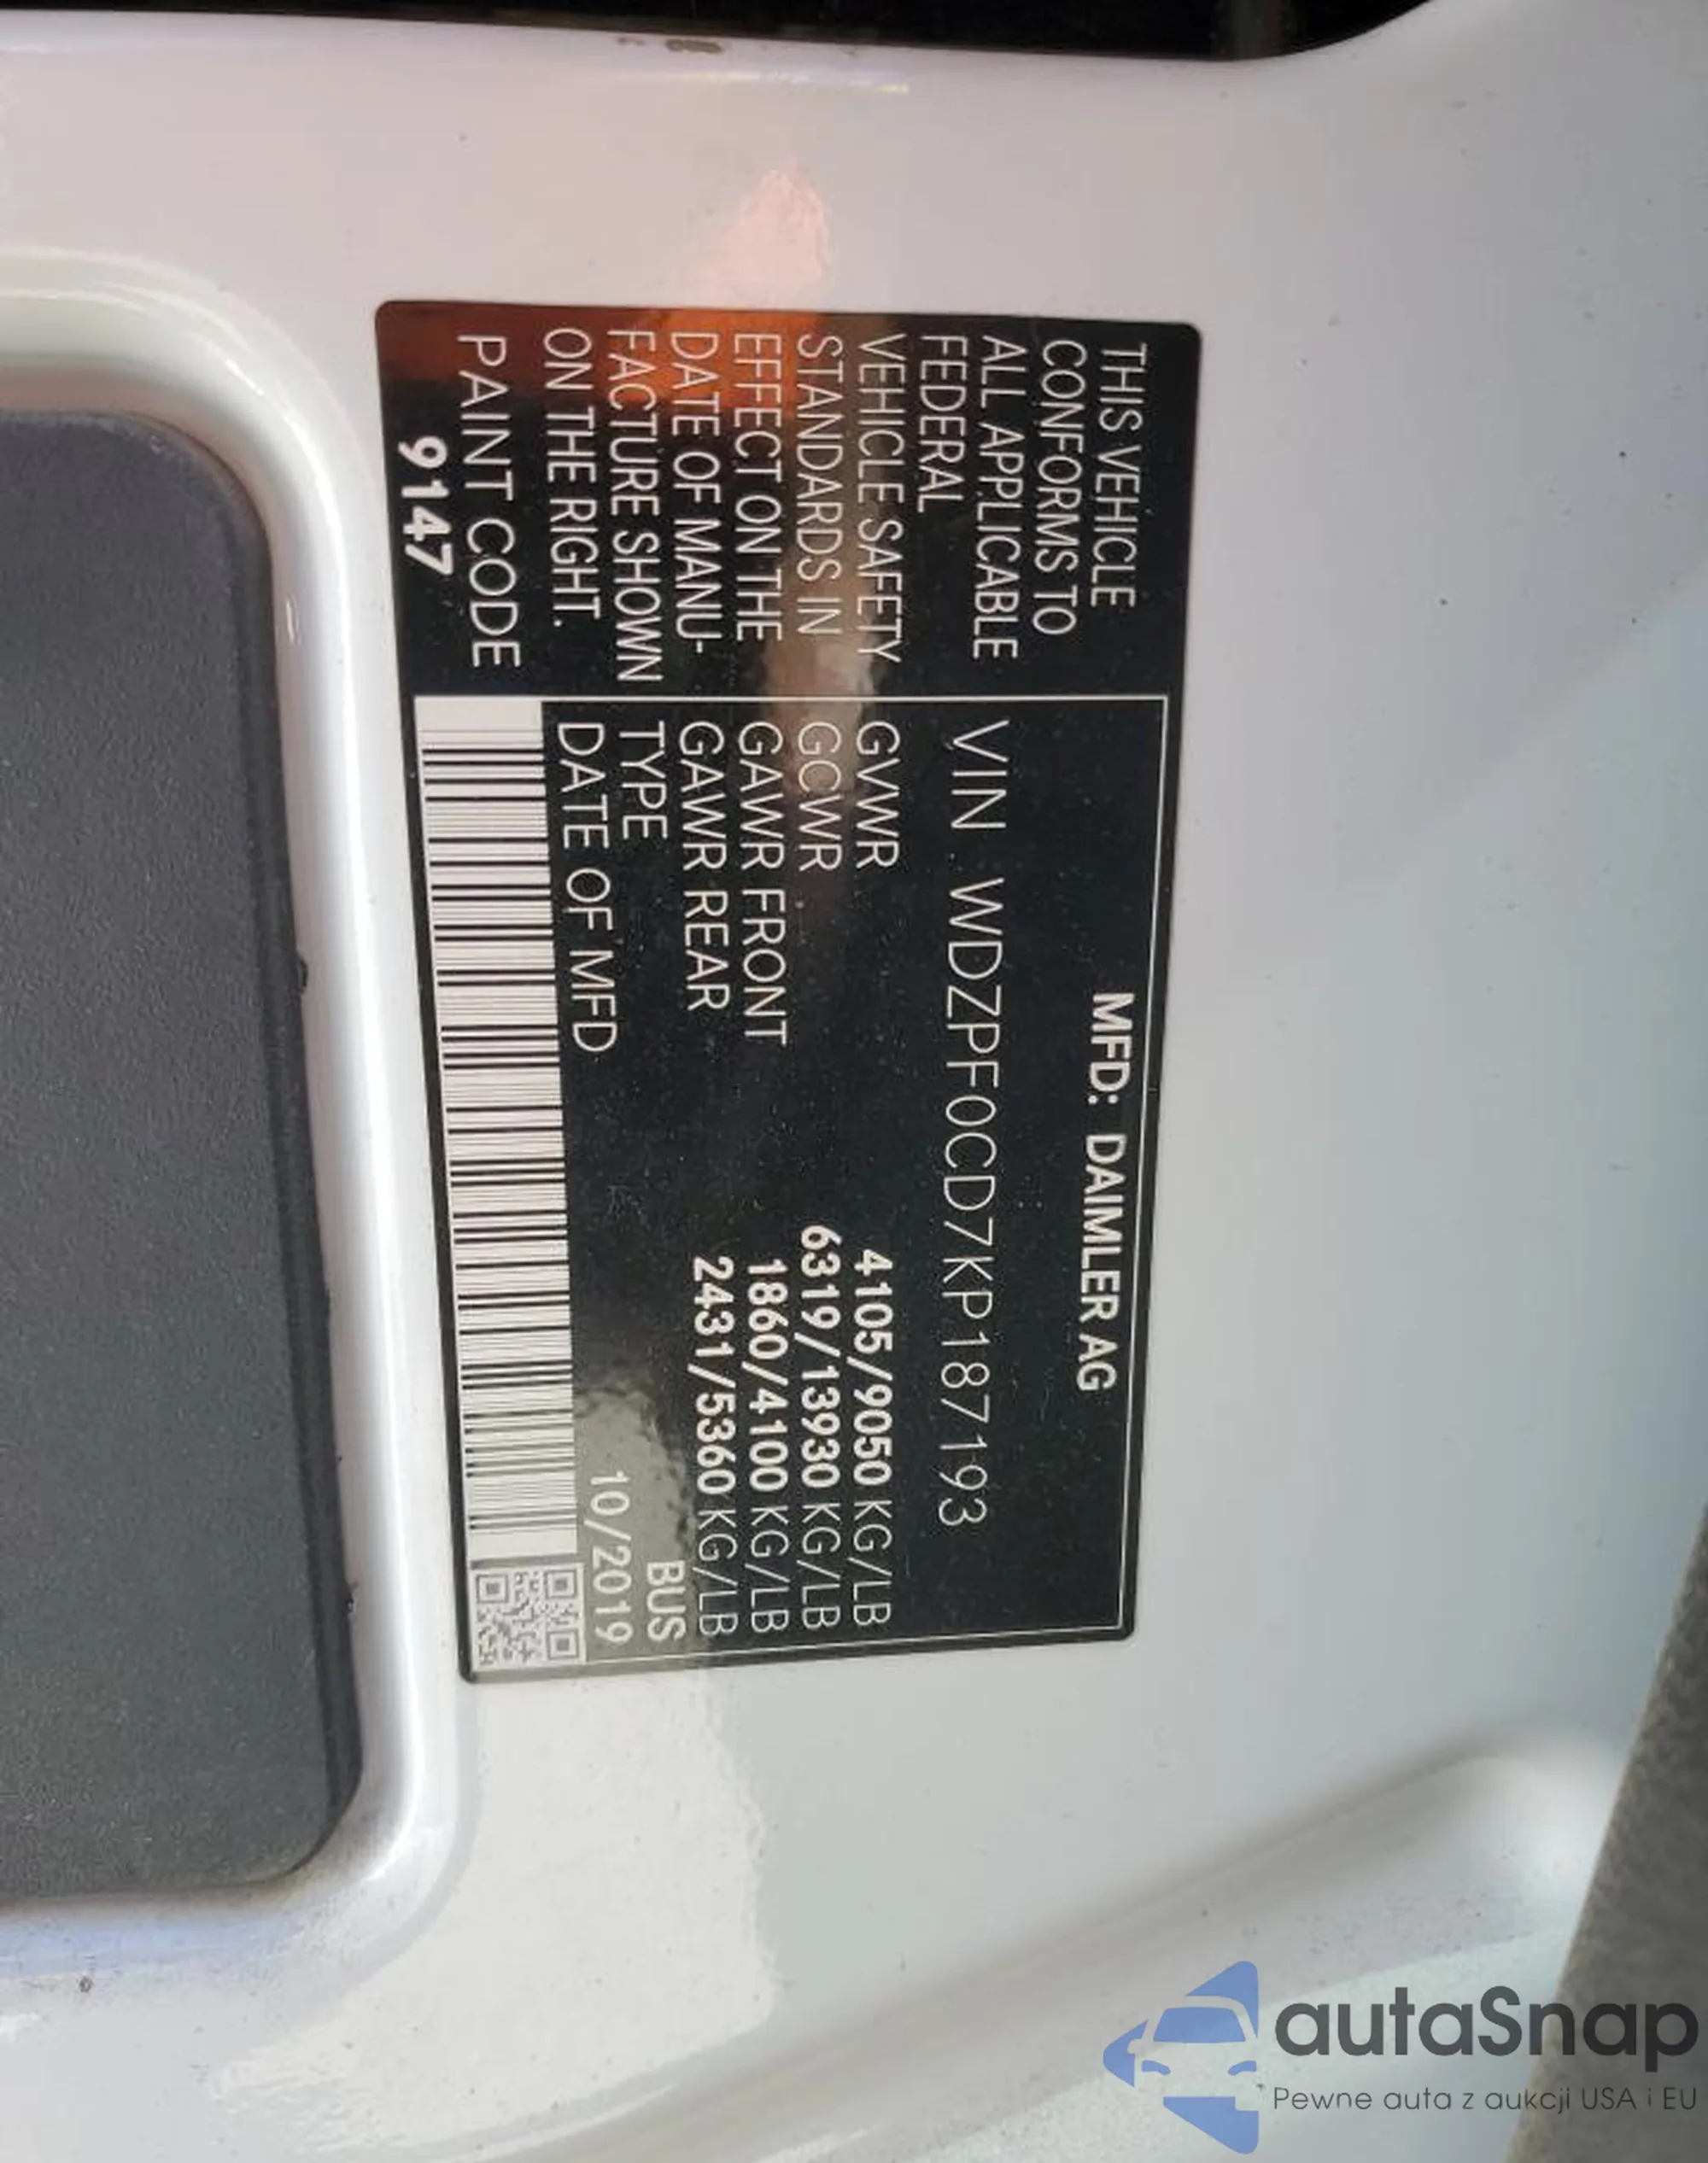 THIS VEHICLE
CONFORMS TO
ALL APPLICABLE
FEDERAL
VEHICLE SAFETY
STANDARDS IN
EFFECT ON THE
DATE OF MANU-
FACTURE SHOWN
ON THE RIGHT.
PAINT CODE
9147
MFD: DAIMLER AG
VIN WDZPF0CD7KP187193
GVWR 4105/9050 KG/LB
GCWR 6319/13930 KG/LB
GAWR FRONT 1860/4100 KG/LB
GAWR REAR 2431/5360 KG/LB
TYPE BUS
DATE OF MFD 10/2019
autaSnap
Pewne auta z aukcji USA i EU